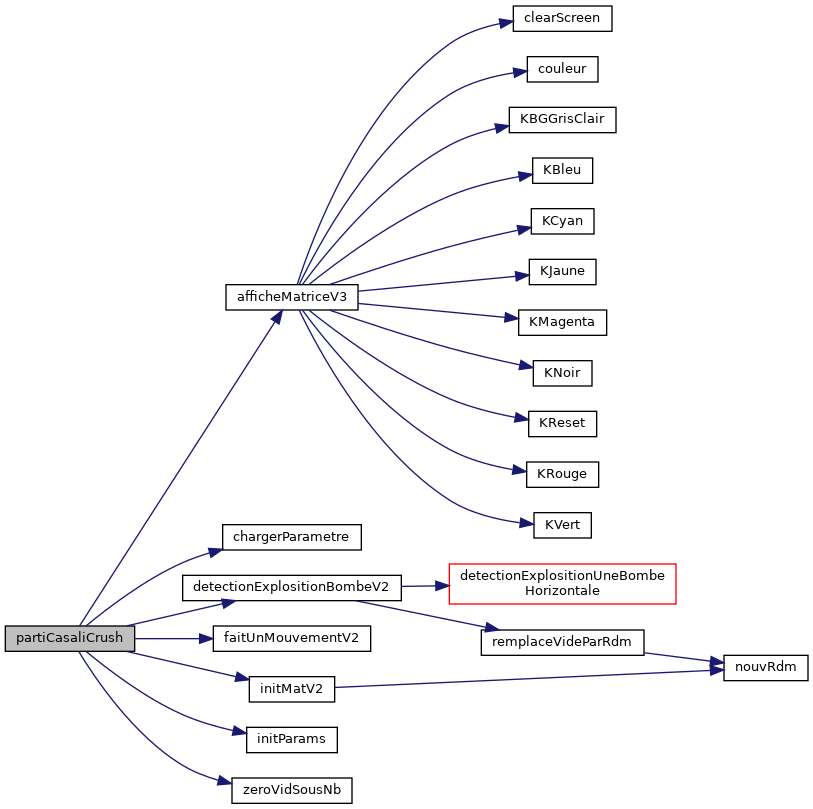 clearScreen
couleur
KBGGrisClair
KBleu
KCyan
KJaune
afficheMatriceV3
KMagenta
KNoir
KReset
KRouge
KVert
chargerParametre
detectionExplositionBombeV2
detectionExplositionUneBombe
Horizontale
partiCasaliCrush
faitUnMouvementV2
remplaceVideParRdm
nouvRdm
initMatV2
initParams
zeroVidSousNb